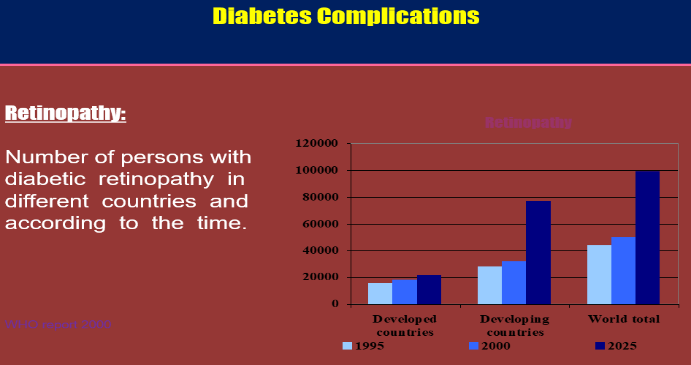 Diabetes Complications
Retinopathy:
Number of persons with
diabetic retinopathy in
different countries and
according to the time.
Retinopathy
120000
100000
80000
60000
40000
20000
0
Developed
countries
Developing
countries
World total
1995
2000
2025